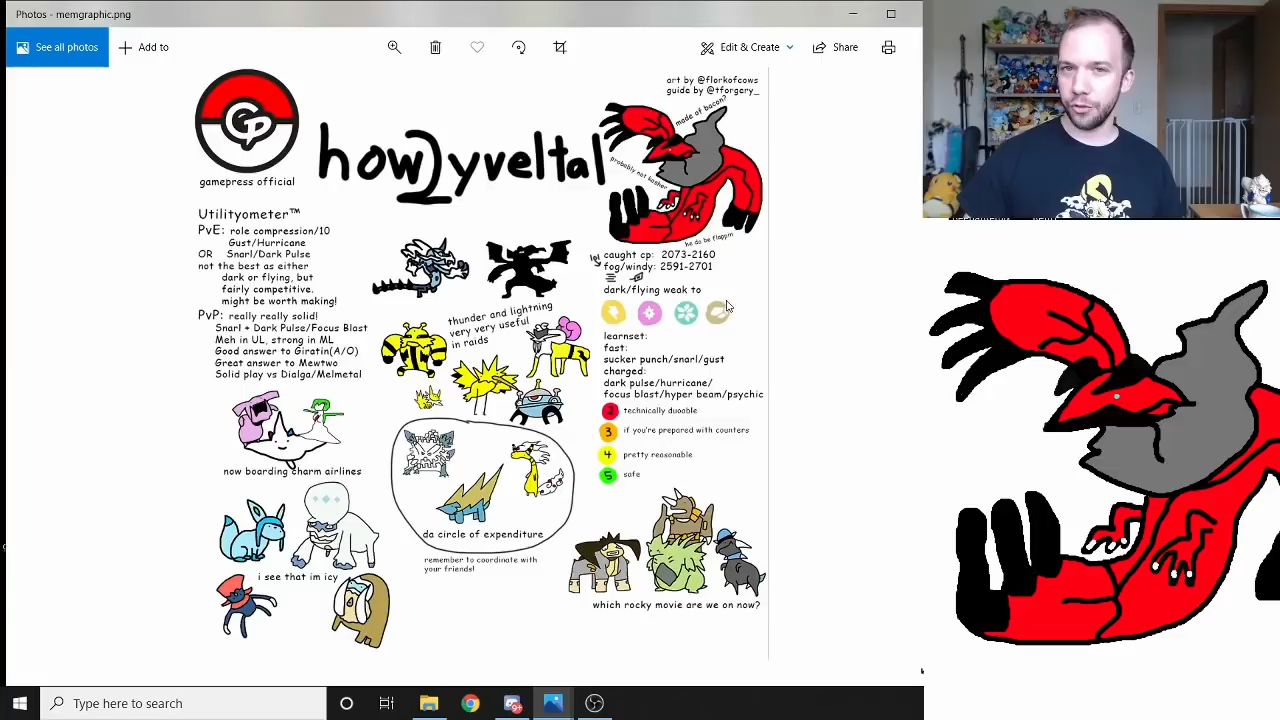 Photos - memgraphic.png
See all photos
Add to
Edit & Create
Share
art by @florkofcows
guide by @tforgery_
GP
gamepress official
how2yveltal
made of bacon?
probably not kosher
he do be flappin
Utilityometer™
PvE: role compression/10
Gust/Hurricane
OR Snarl/Dark Pulse
not the best as either
dark or flying, but
fairly competitive.
might be worth making!
PvP: really really solid!
Snarl + Dark Pulse/Focus Blast
Meh in UL, strong in ML
Good answer to Giratin(A/O)
Great answer to Mewtwo
Solid play vs Dialga/Melmetal
now boarding charm airlines
i see that im icy
thunder and lightning
very very useful
in raids
da circle of expenditure
remember to coordinate with
your friends!
lol
caught cp: 2073-2160
fog/windy: 2591-2701
dark/flying weak to
learnset:
fast:
sucker punch/snarl/gust
charged:
dark pulse/hurricane/
focus blast/hyper beam/psychic
2 technically duoable
3 if you're prepared with counters
4 pretty reasonable
5 safe
which rocky movie are we on now?
Type here to search
9+